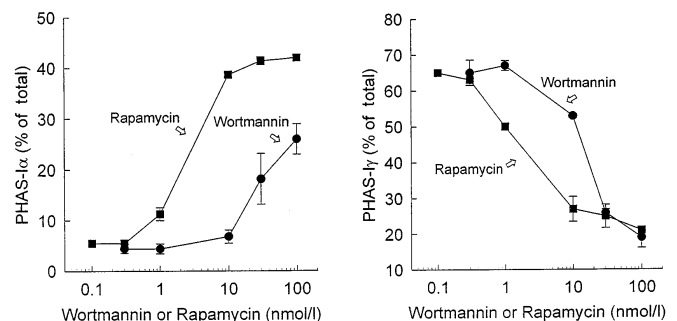 PHAS-Iα (% of total)
50
40
30
20
10
0
Rapamycin
Wortmannin
0.1 1 10 100
Wortmannin or Rapamycin (nmol/l)
PHAS-Iγ (% of total)
80
70
60
50
40
30
20
10
Wortmannin
Rapamycin
0.1 1 10 100
Wortmannin or Rapamycin (nmol/l)